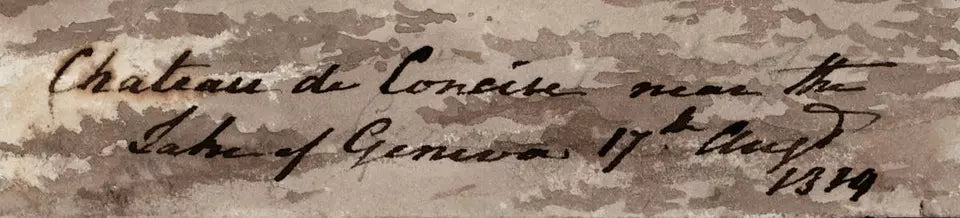 Chateau de Concise near the
Lake of Geneva 17th Augt
1819